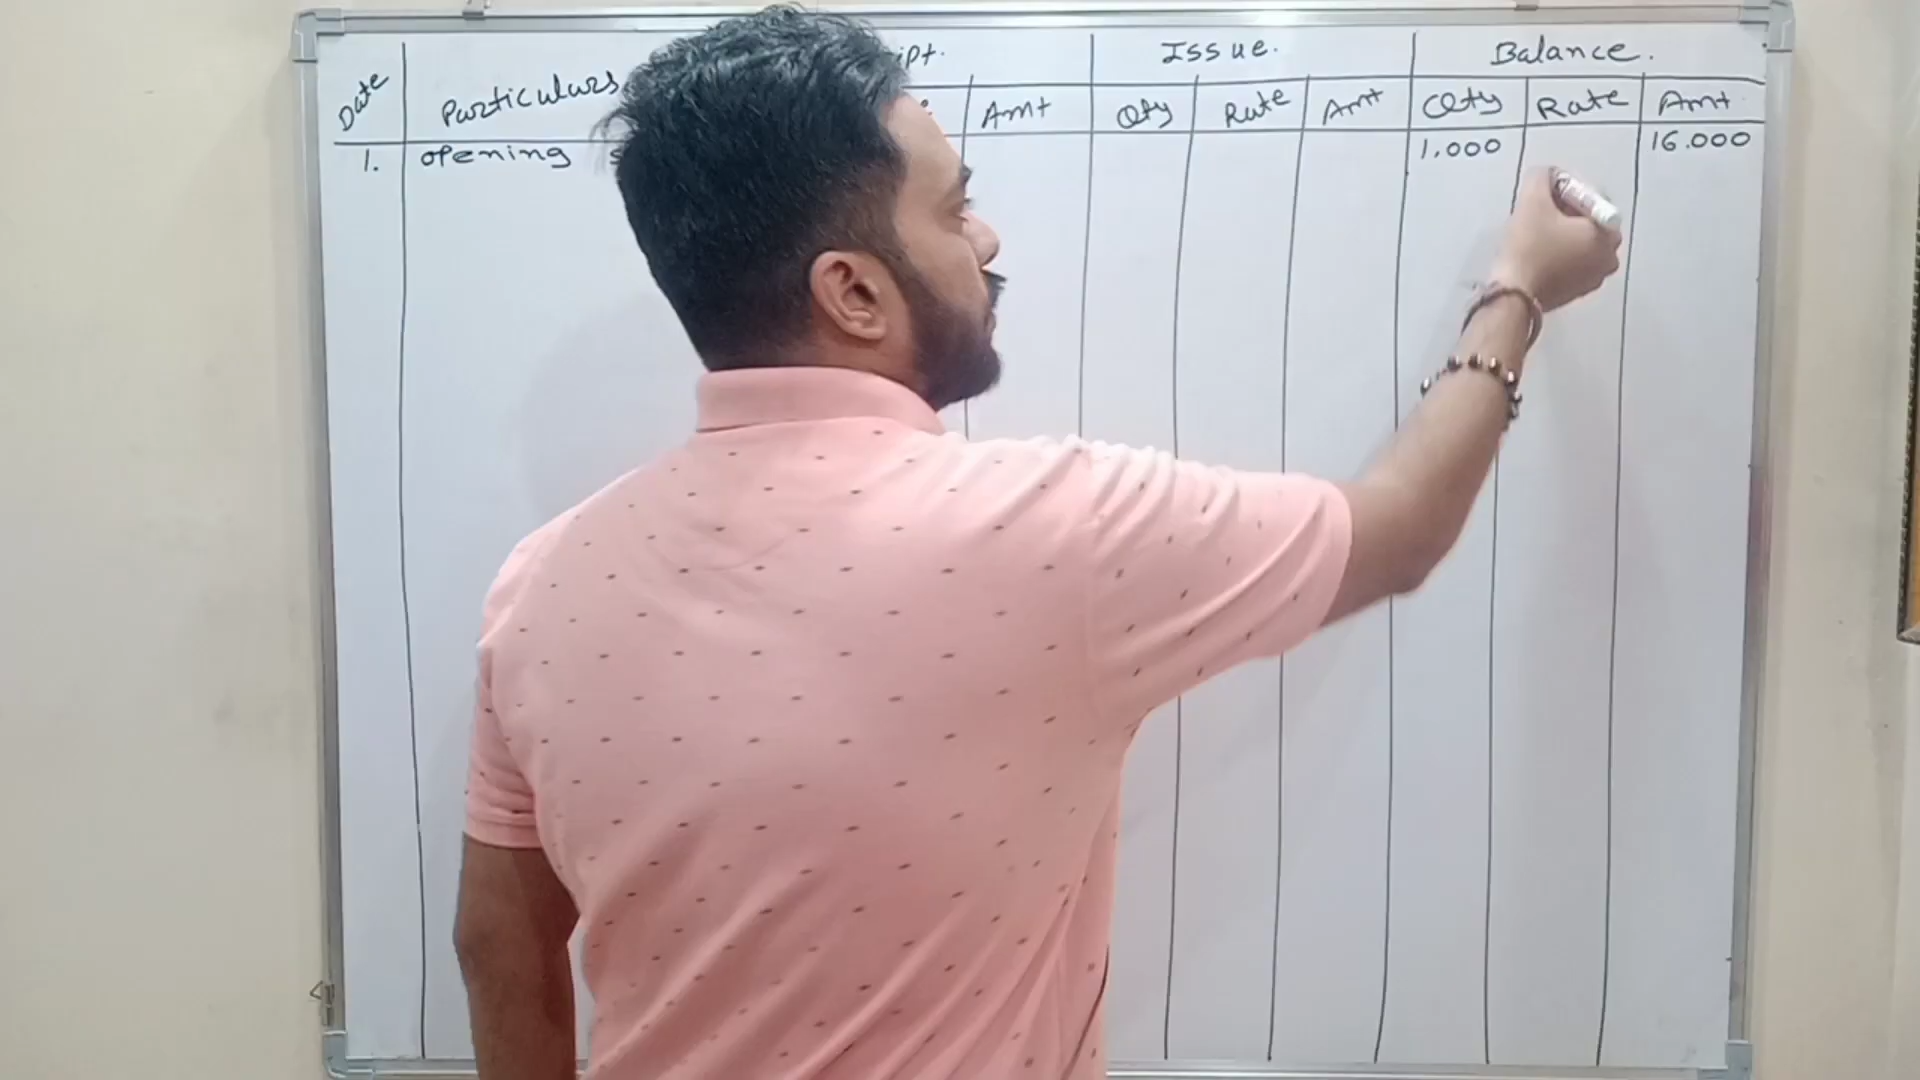 Date Particulars Issue. Balance.
Amt Qty Rate Amt Qty Rate Amt
1. opening 1.000 16.000